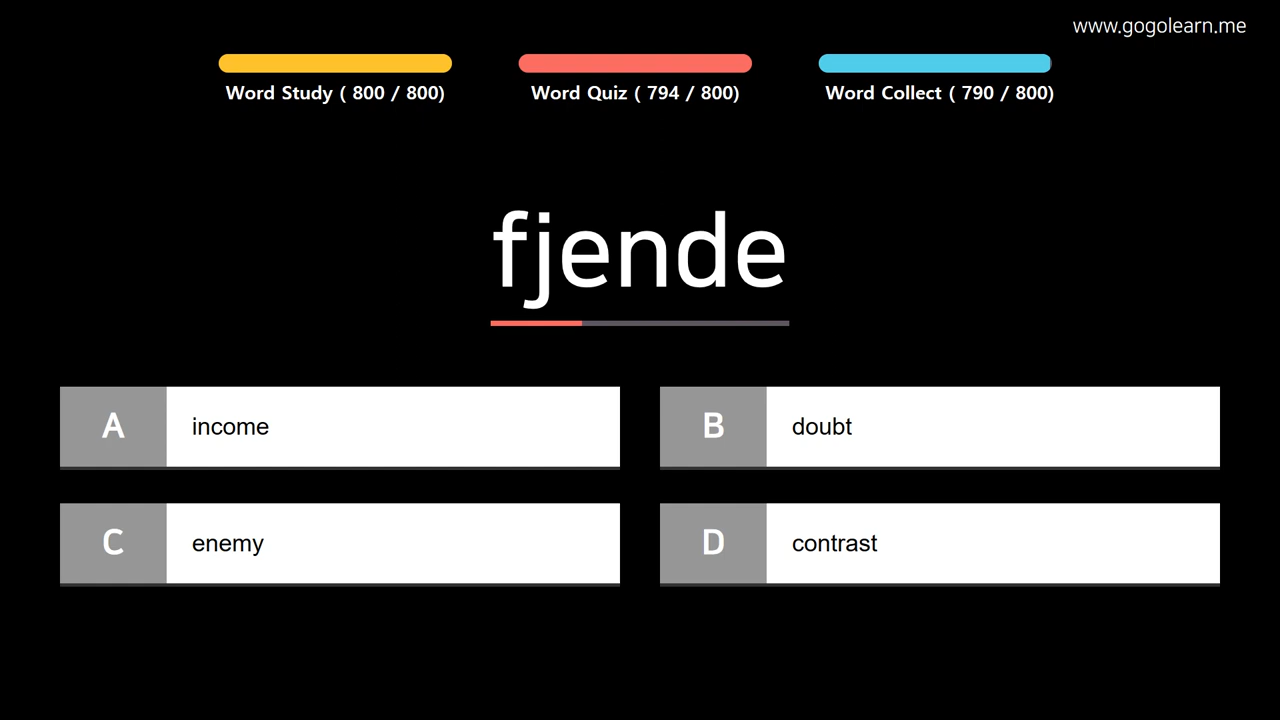 www.gogolearn.me
Word Study ( 800 / 800)
Word Quiz ( 794 / 800)
Word Collect ( 790 / 800)
fjende
A income
B doubt
C enemy
D contrast